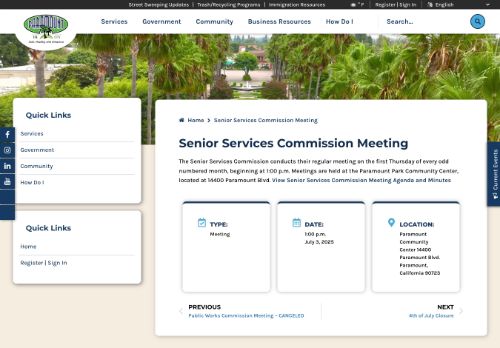 Street Sweeping Updates | Trash/Recycling Programs | Immigration Resources
° F | Register | Sign In | English
PARAMOUNT
Services Government Community Business Resources How Do I
Search...
Quick Links
Services
Government
Community
How Do I
Quick Links
Home
Register | Sign In
Home > Senior Services Commission Meeting
Senior Services Commission Meeting
The Senior Services Commission conducts their regular meeting on the first Thursday of every odd
numbered month, beginning at 1:00 p.m. Meetings are held at the Paramount Park Community Center,
located at 14400 Paramount Blvd. View Senior Services Commission Meeting Agenda and Minutes
TYPE:
Meeting
DATE:
1:00 p.m.
July 3, 2025
LOCATION:
Paramount
Community
Center 14400
Paramount Blvd.
Paramount,
California 90723
PREVIOUS
Public Works Commission Meeting – CANCELED
NEXT
4th of July Closure
Current Events